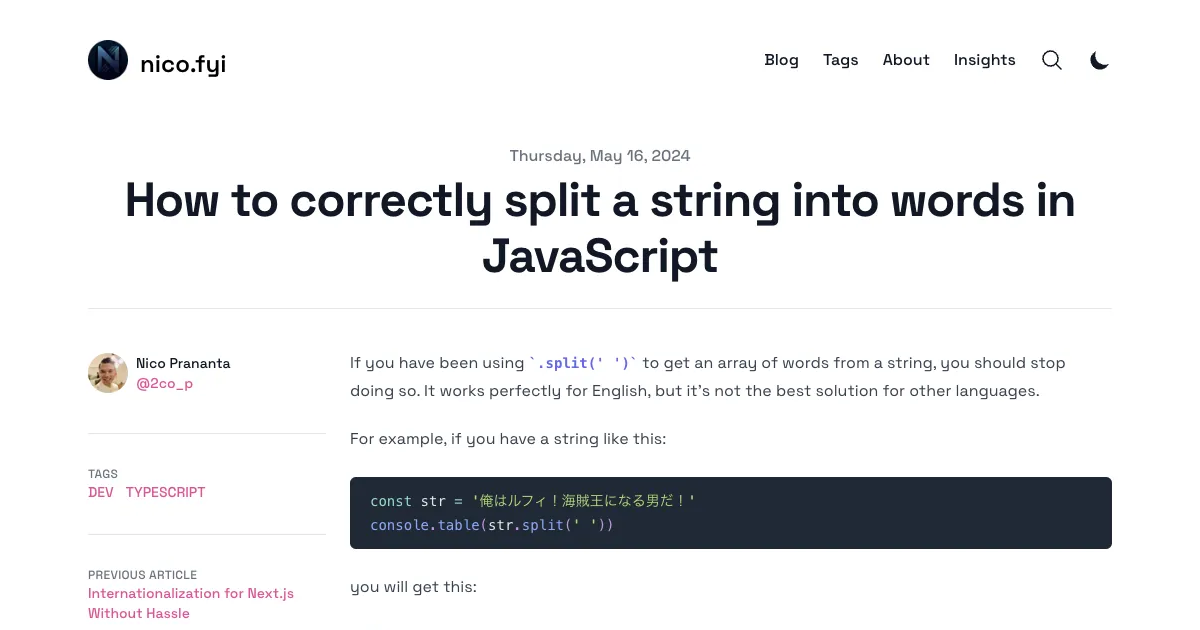 nico.fyi
Blog Tags About Insights
Thursday, May 16, 2024
How to correctly split a string into words in
JavaScript
Nico Prananta
@2co_p
TAGS
DEV TYPESCRIPT
PREVIOUS ARTICLE
Internationalization for Next.js
Without Hassle
If you have been using `.split(' ')` to get an array of words from a string, you should stop
doing so. It works perfectly for English, but it's not the best solution for other languages.
For example, if you have a string like this:
const str = '俺はルフィ！海賊王になる男だ！'
console.table(str.split(' '))
you will get this: